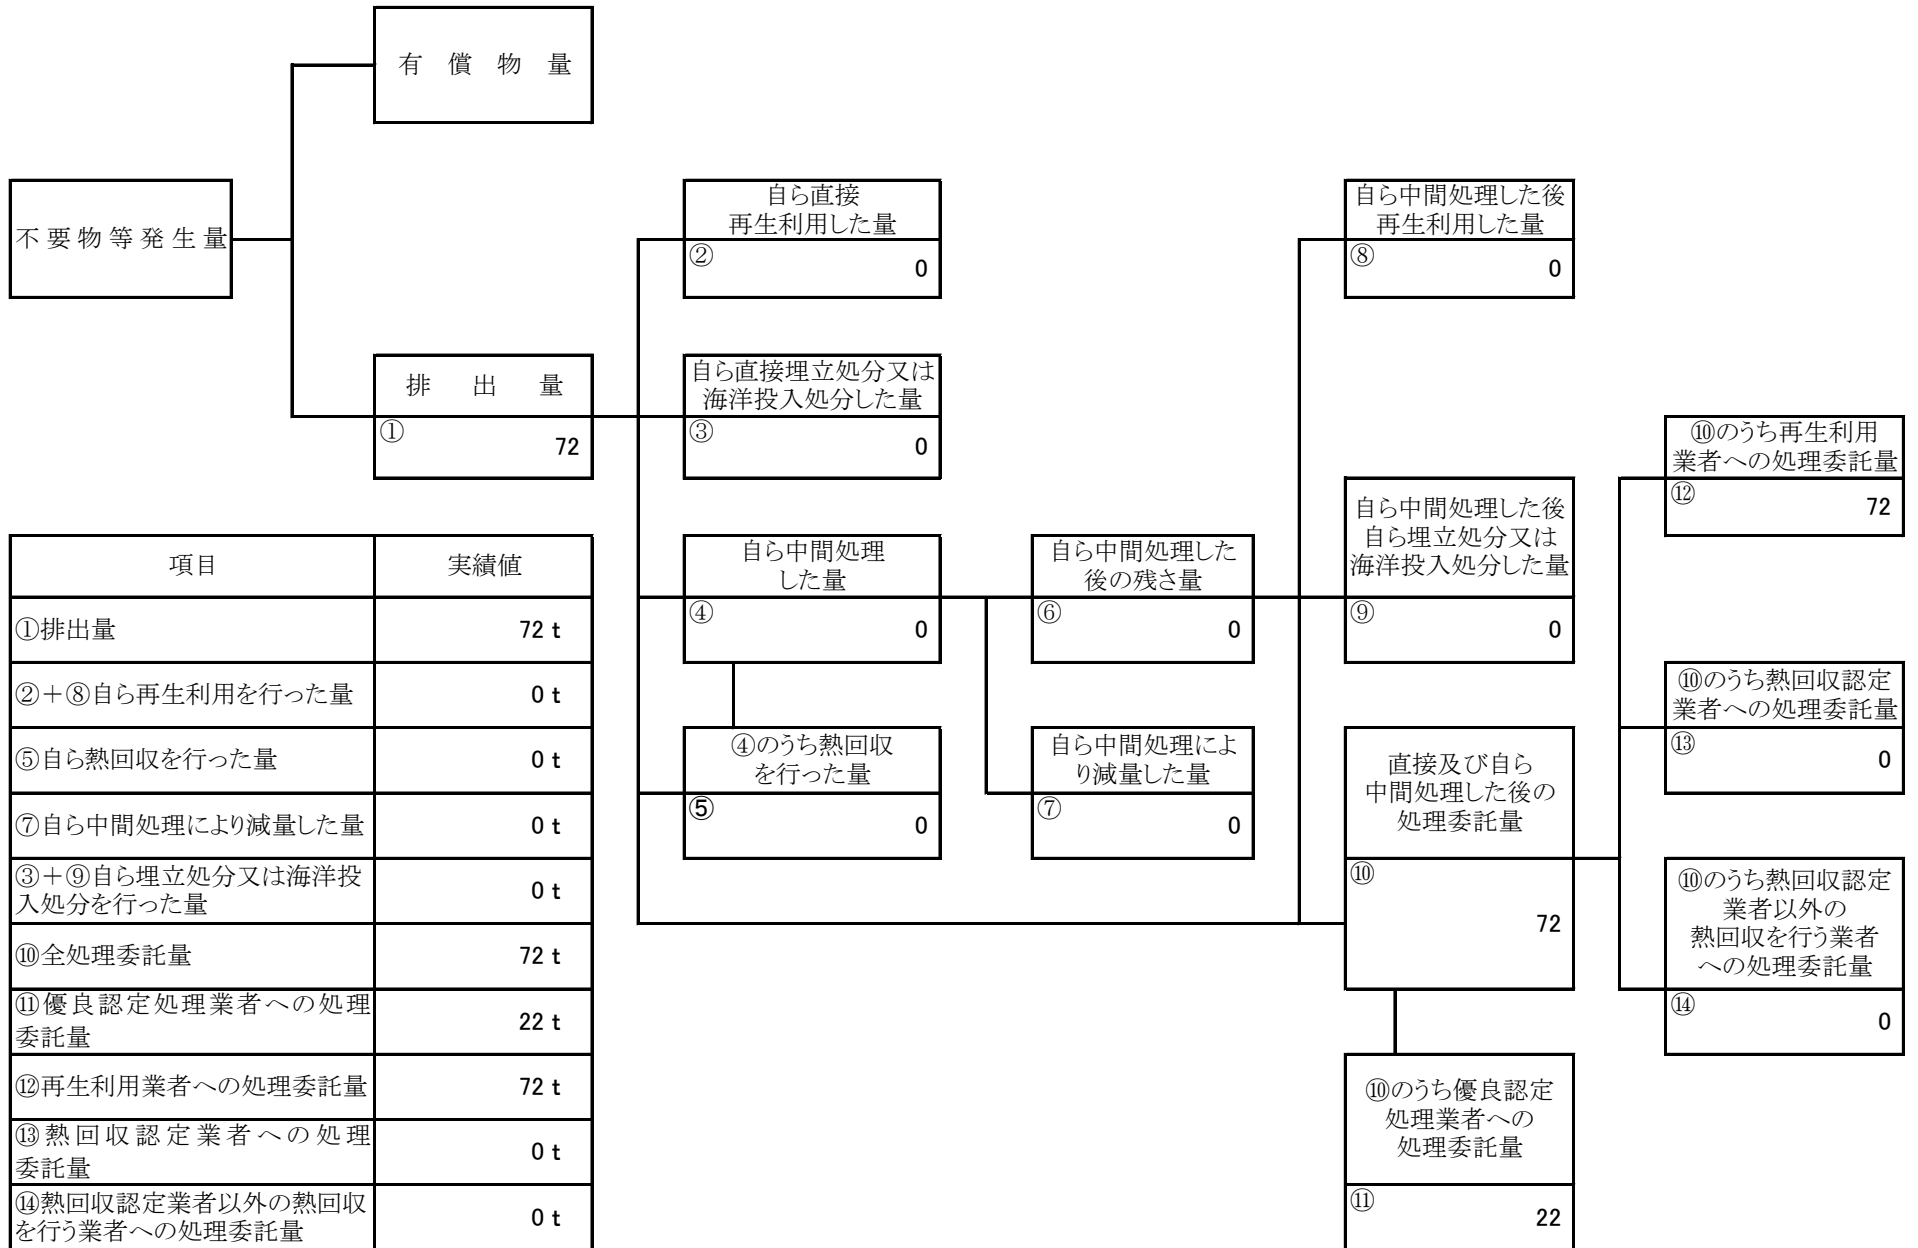 有償物量
不要物等発生量
自ら直接
再生利用した量
②
0
自ら中間処理した後
再生利用した量
⑧
0
排出量
①
72
自ら直接埋立処分又は
海洋投入処分した量
③
0
⑩のうち再生利用
業者への処理委託量
⑫
72
自ら中間処理
した量
④
0
自ら中間処理した
後の残さ量
⑥
0
自ら中間処理した後
自ら埋立処分又は
海洋投入処分した量
⑨
0
⑩のうち熱回収認定
業者への処理委託量
⑬
0
④のうち熱回収
を行った量
⑤
0
自ら中間処理によ
り減量した量
⑦
0
直接及び自ら
中間処理した後の
処理委託量
⑩
72
⑩のうち熱回収認定
業者以外の
熱回収を行う業者
への処理委託量
⑭
0
⑩のうち優良認定
処理業者への
処理委託量
⑪
22
項目 実績値
①排出量 72 t
②+⑧自ら再生利用を行った量 0 t
⑤自ら熱回収を行った量 0 t
⑦自ら中間処理により減量した量 0 t
③+⑨自ら埋立処分又は海洋投
入処分を行った量 0 t
⑩全処理委託量 72 t
⑪優良認定処理業者への処理
委託量 22 t
⑫再生利用業者への処理委託量 72 t
⑬熱回収認定業者への処理
委託量 0 t
⑭熱回収認定業者以外の熱回収
を行う業者への処理委託量 0 t